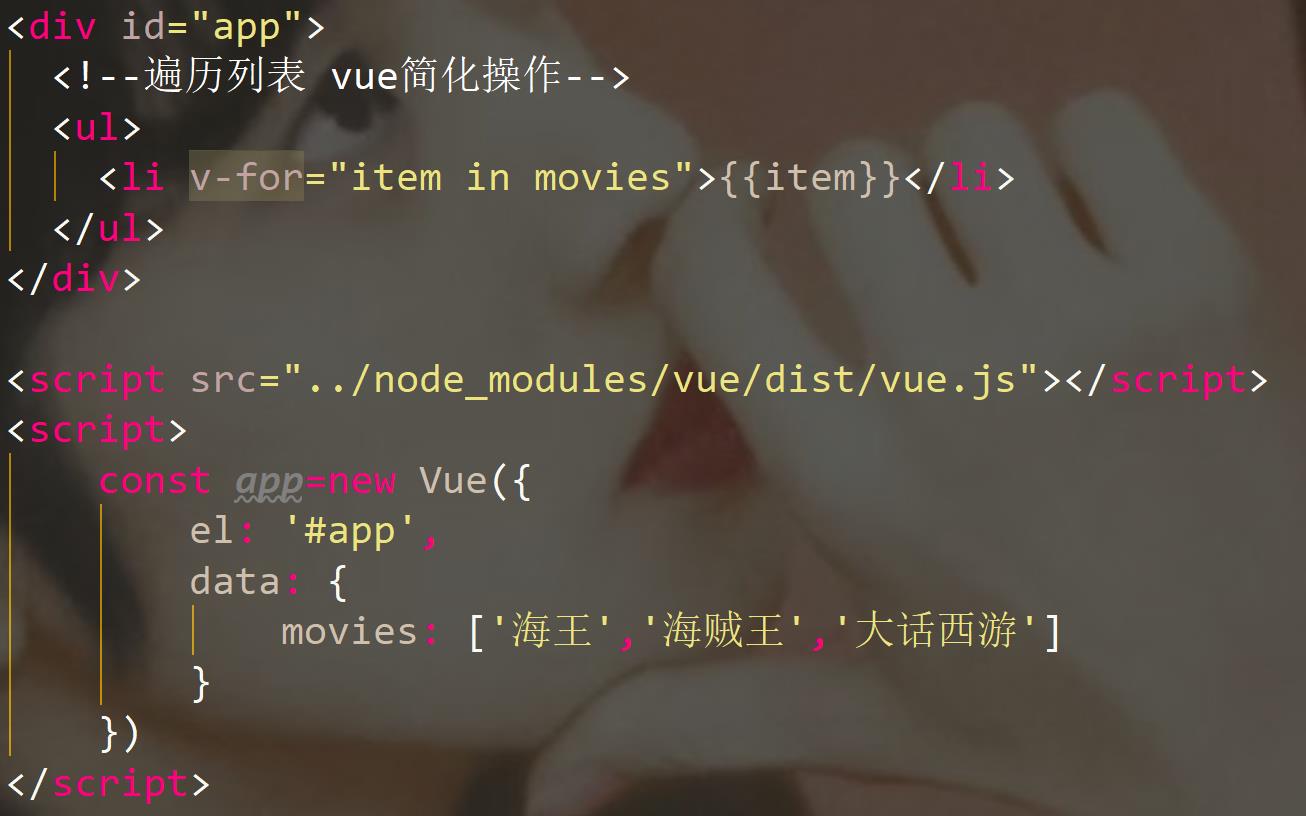 <div id="app">
<!--遍历列表 vue简化操作-->
<ul>
<li v-for="item in movies">{{item}}</li>
</ul>
</div>
<script src="../node_modules/vue/dist/vue.js"></script>
<script>
const app=new Vue({
el: '#app',
data: {
movies: ['海王','海贼王','大话西游']
}
})
</script>